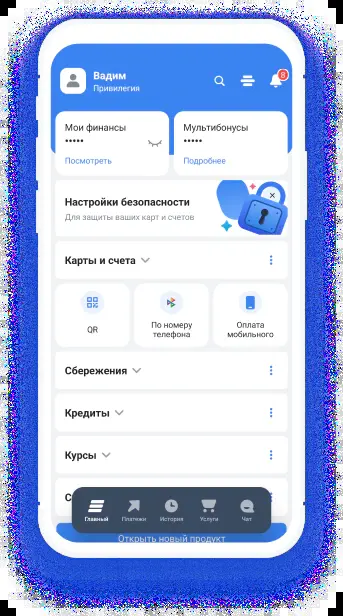 Вадим
Привилегия
8
Мои финансы
•••••
Посмотреть
Мультибонусы
•••••
Подробнее
Настройки безопасности
Для защиты ваших карт и счетов
Карты и счета
QR
По номеру
телефона
Оплата
мобильного
Сбережения
Кредиты
Курсы
С
Главный
Платежи
История
Услуги
Чат
Открыть новый продукт